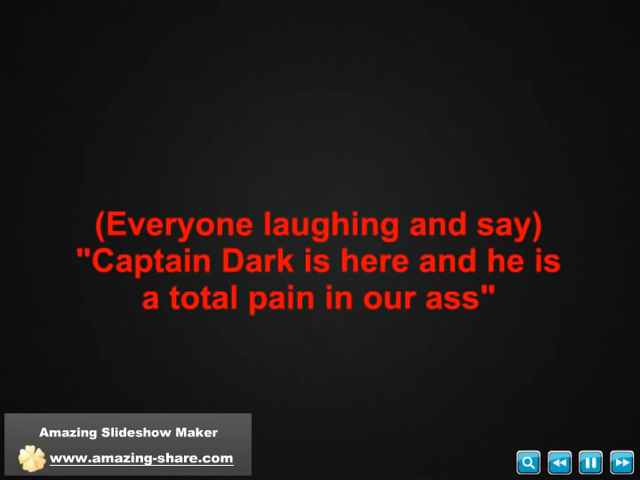 (Everyone laughing and say)
"Captain Dark is here and he is
a total pain in our ass"
Amazing Slideshow Maker
www.amazing-share.com